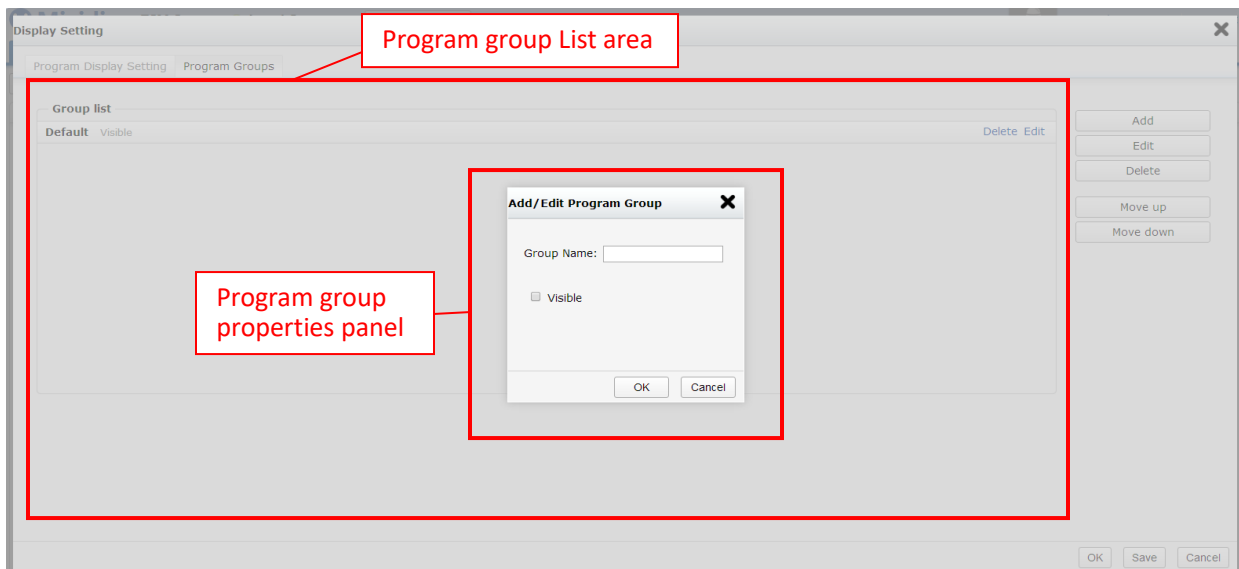 Display Setting
Program group List area
Program Display Setting Program Groups
Group list
Default Visible Delete Edit
Add
Edit
Delete
Move up
Move down
Add/Edit Program Group
Group Name:
Visible
OK Cancel
Program group
properties panel
OK Save Cancel